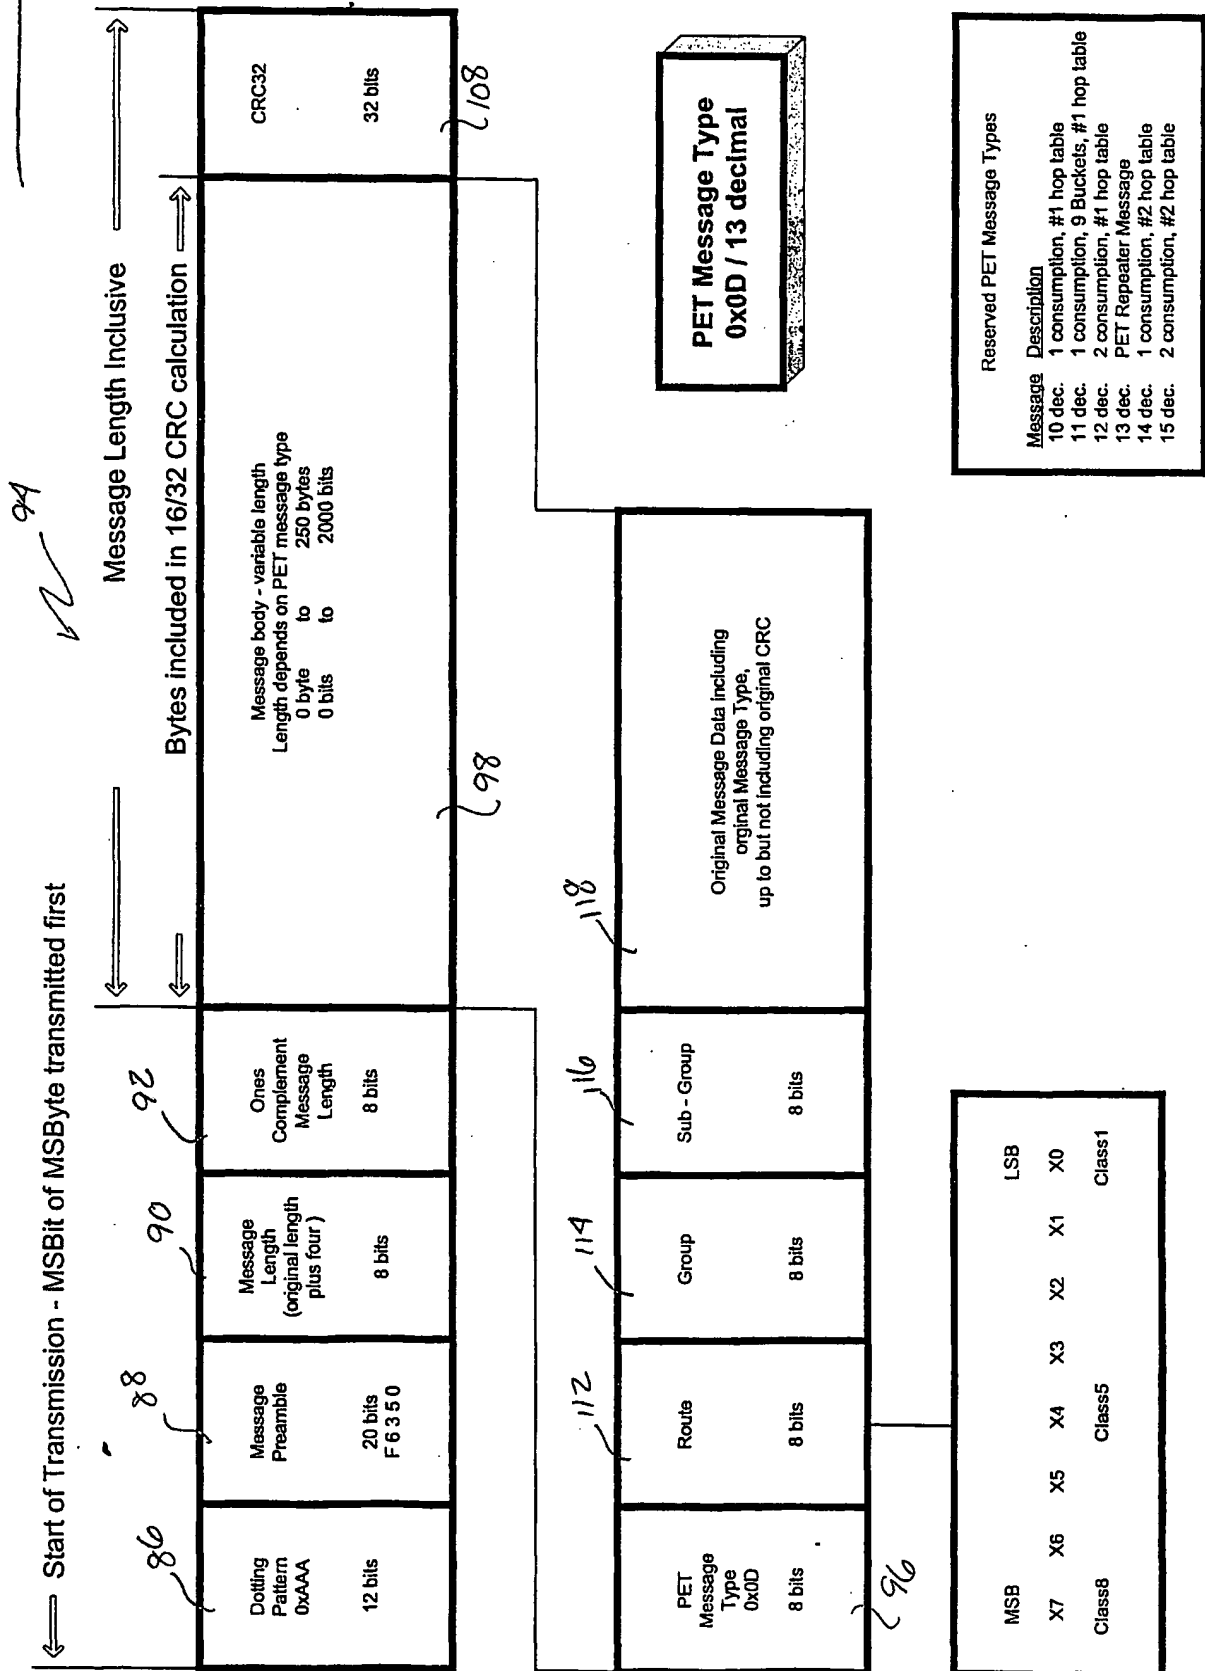 94
Start of Transmission - MSBit of MSByte transmitted first
Message Length Inclusive
Bytes included in 16/32 CRC calculation
86
88
90
92
Dotting
Pattern
0xAAA
12 bits
Message
Preamble
20 bits
F 6 3 5 0
Message
Length
(original length
plus four )
8 bits
Ones
Complement
Message
Length
8 bits
Message body - variable length
Length depends on PET message type
0 byte to 250 bytes
0 bits to 2000 bits
CRC32
32 bits
98
108
112
114
116
118
PET
Message
Type
0x0D
8 bits
Route
8 bits
Group
8 bits
Sub - Group
8 bits
Original Message Data including
orginal Message Type,
up to but not including original CRC
96
PET Message Type
0x0D / 13 decimal
MSB LSB
X7 X6 X5 X4 X3 X2 X1 X0
Class8 Class5 Class1
Reserved PET Message Types
Message Description
10 dec. 1 consumption, #1 hop table
11 dec. 1 consumption, 9 Buckets, #1 hop table
12 dec. 2 consumption, #1 hop table
13 dec. PET Repeater Message
14 dec. 1 consumption, #2 hop table
15 dec. 2 consumption, #2 hop table